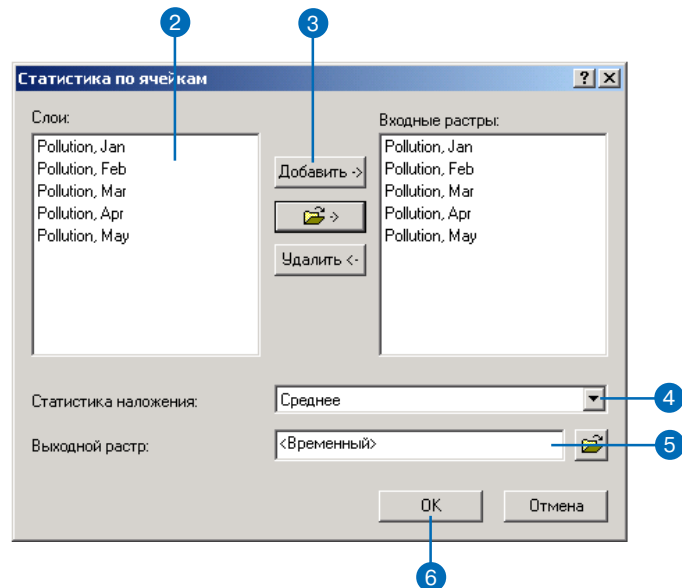 2
3
Статистика по ячейкам
Слои:
Входные растры:
Pollution, Jan
Pollution, Feb
Pollution, Mar
Pollution, Apr
Pollution, May
Добавить ->
->
Удалить <-
Pollution, Jan
Pollution, Feb
Pollution, Mar
Pollution, Apr
Pollution, May
Статистика наложения:
Среднее
4
Выходной растр:
<Временный>
5
OK
Отмена
6